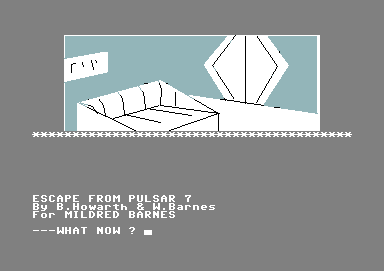 ESCAPE FROM PULSAR 7
By B.Howarth & W.Barnes
For MILDRED BARNES
---WHAT NOW ?